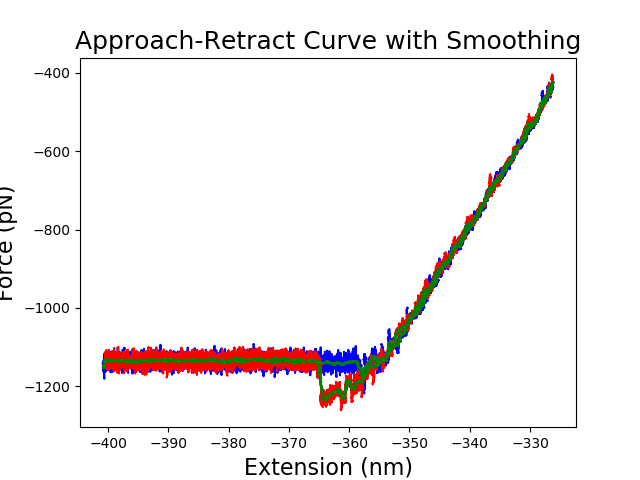 Approach-Retract Curve with Smoothing
−400
−600
−800
−1000
−1200
Force (pN)
−400 −390 −380 −370 −360 −350 −340 −330
Extension (nm)